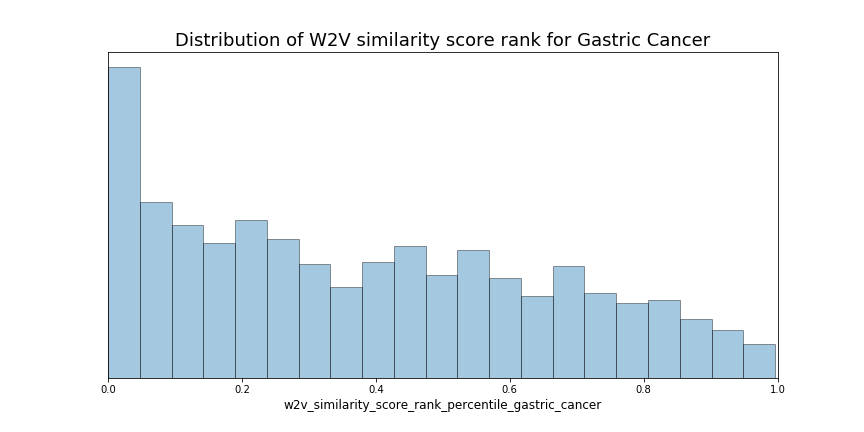 Distribution of W2V similarity score rank for Gastric Cancer
0.0 0.2 0.4 0.6 0.8 1.0
w2v_similarity_score_rank_percentile_gastric_cancer